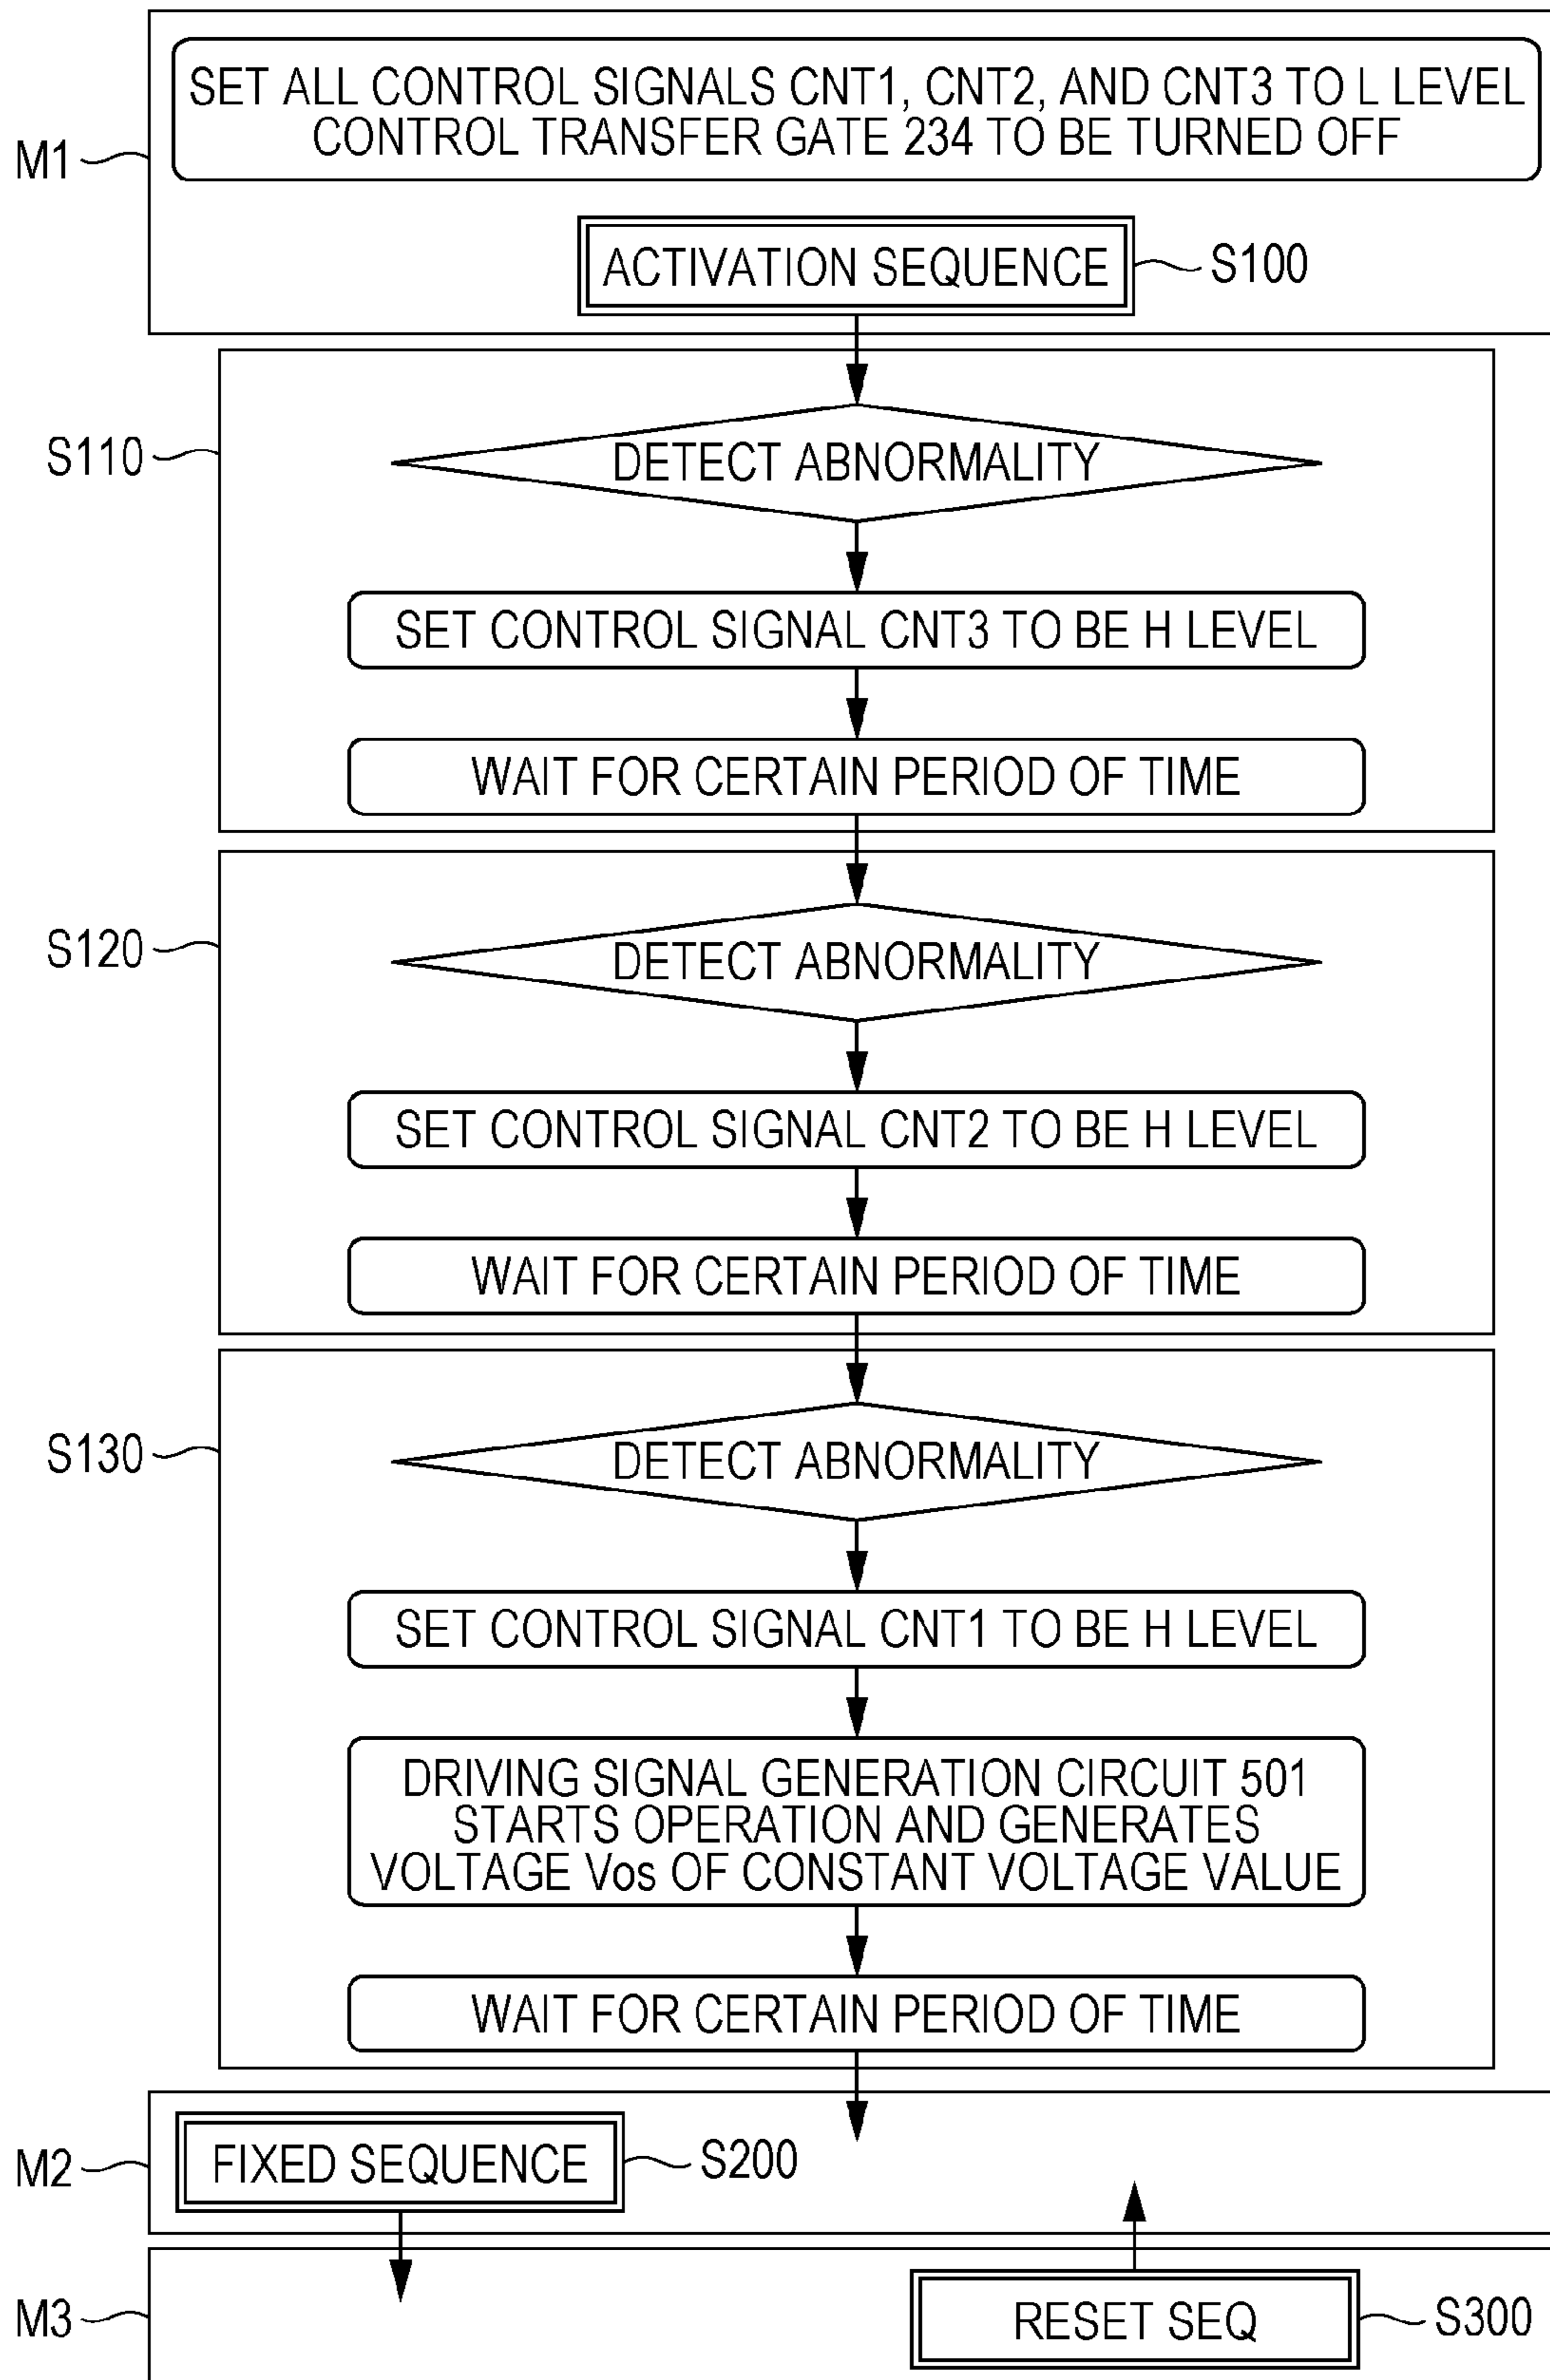 SET ALL CONTROL SIGNALS CNT1, CNT2, AND CNT3 TO L LEVEL
CONTROL TRANSFER GATE 234 TO BE TURNED OFF
M1
ACTIVATION SEQUENCE
S100
S110
DETECT ABNORMALITY
SET CONTROL SIGNAL CNT3 TO BE H LEVEL
WAIT FOR CERTAIN PERIOD OF TIME
S120
DETECT ABNORMALITY
SET CONTROL SIGNAL CNT2 TO BE H LEVEL
WAIT FOR CERTAIN PERIOD OF TIME
S130
DETECT ABNORMALITY
SET CONTROL SIGNAL CNT1 TO BE H LEVEL
DRIVING SIGNAL GENERATION CIRCUIT 501
STARTS OPERATION AND GENERATES
VOLTAGE Vos OF CONSTANT VOLTAGE VALUE
WAIT FOR CERTAIN PERIOD OF TIME
M2
FIXED SEQUENCE
S200
M3
RESET SEQ
S300